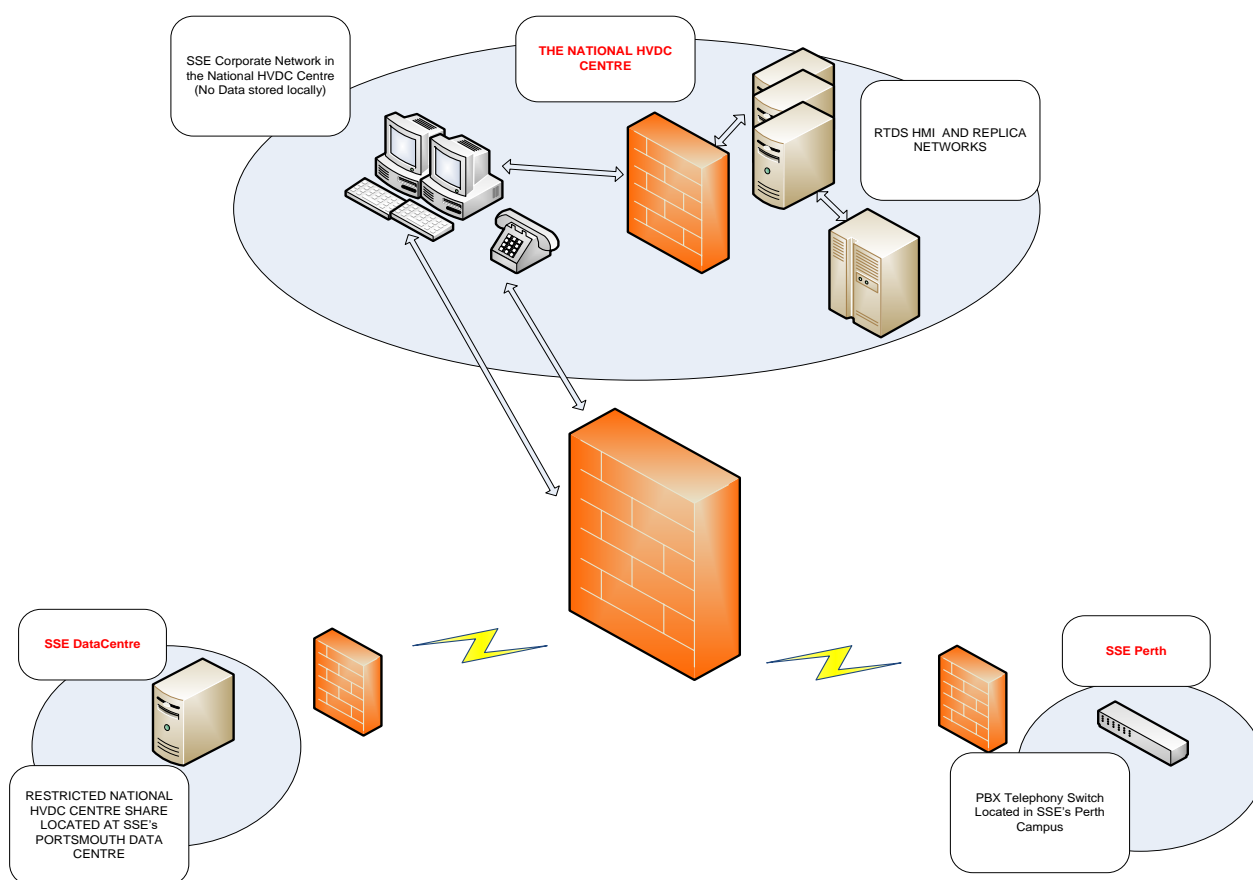 SSE Corporate Network in
the National HVDC Centre
(No Data stored locally)
THE NATIONAL HVDC
CENTRE
RTDS HMI  AND REPLICA
NETWORKS
SSE DataCentre
RESTRICTED NATIONAL
HVDC CENTRE SHARE
LOCATED AT SSE's
PORTSMOUTH DATA
CENTRE
SSE Perth
PBX Telephony Switch
Located in SSE's Perth
Campus